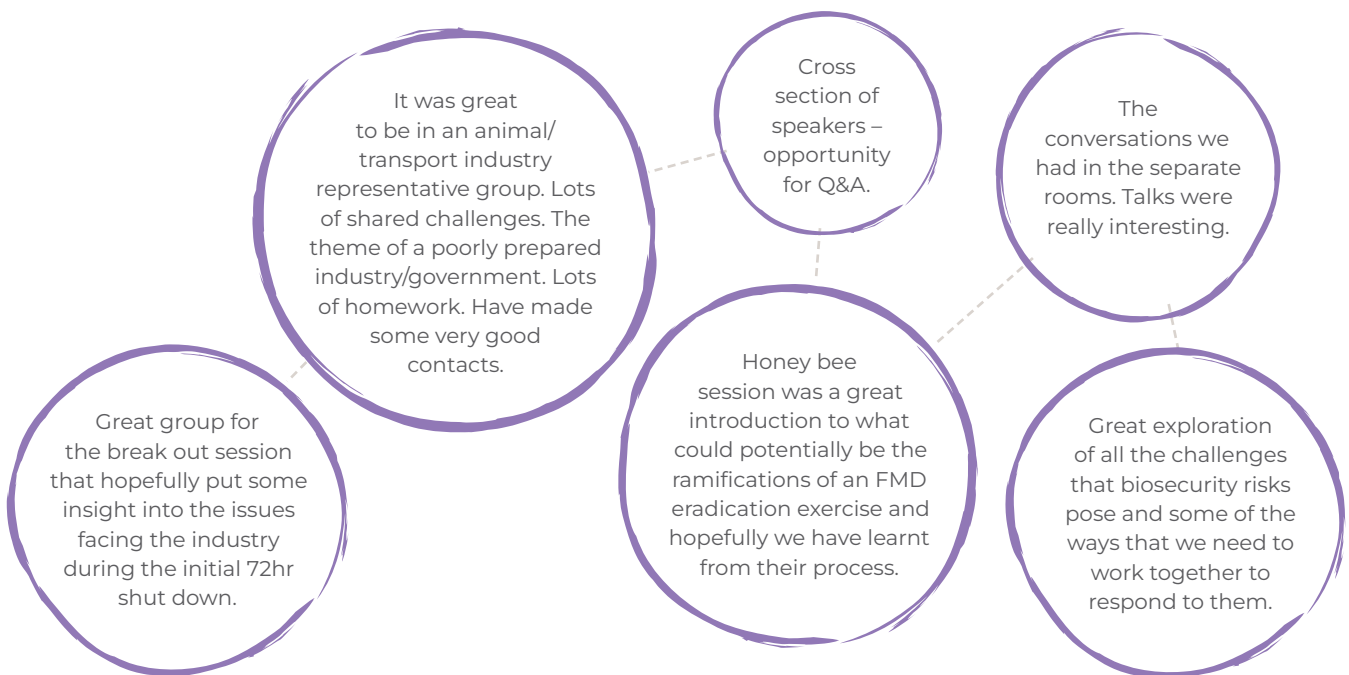 It was great
to be in an animal/
transport industry
representative group. Lots
of shared challenges. The
theme of a poorly prepared
industry/government. Lots
of homework. Have made
some very good
contacts.
Cross
section of
speakers –
opportunity
for Q&A.
The
conversations we
had in the separate
rooms. Talks were
really interesting.
Great group for
the break out session
that hopefully put some
insight into the issues
facing the industry
during the initial 72hr
shut down.
Honey bee
session was a great
introduction to what
could potentially be the
ramifications of an FMD
eradication exercise and
hopefully we have learnt
from their process.
Great exploration
of all the challenges
that biosecurity risks
pose and some of the
ways that we need to
work together to
respond to them.